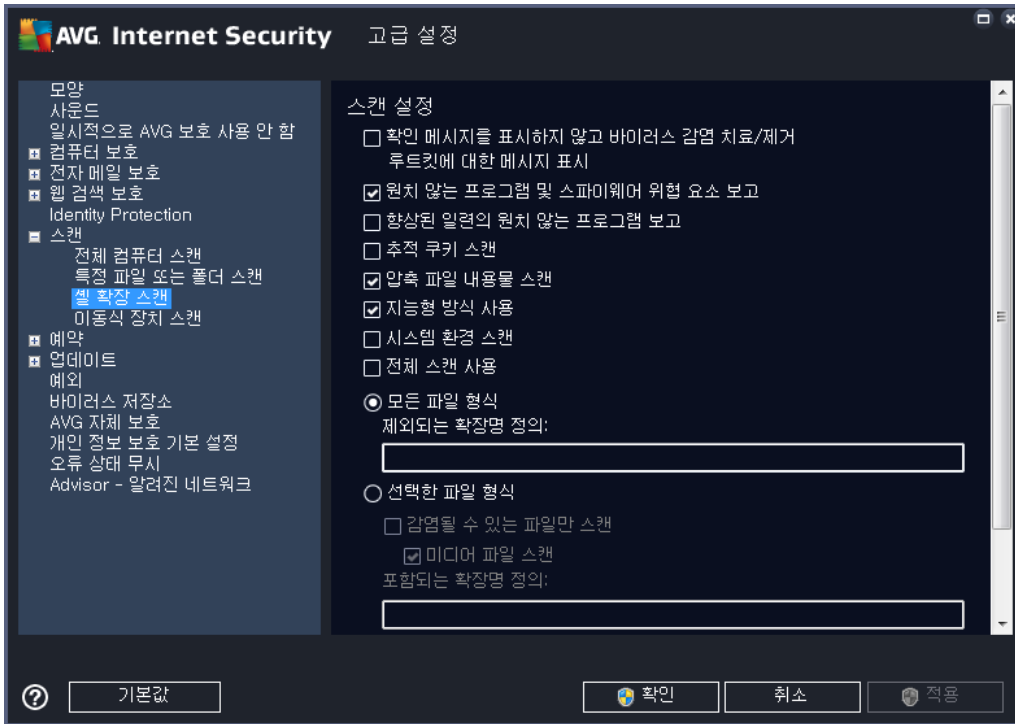 AVG Internet Security 고급 설정
모양
사운드
일시적으로 AVG 보호 사용 안 함
컴퓨터 보호
전자 메일 보호
웹 검색 보호
Identity Protection
스캔
전체 컴퓨터 스캔
특정 파일 또는 폴더 스캔
셸 확장 스캔
이동식 장치 스캔
예약
업데이트
예외
바이러스 저장소
AVG 자체 보호
개인 정보 보호 기본 설정
오류 상태 무시
Advisor - 알려진 네트워크
스캔 설정
확인 메시지를 표시하지 않고 바이러스 감염 치료/제거
루트킷에 대한 메시지 표시
원치 않는 프로그램 및 스파이웨어 위협 요소 보고
향상된 일련의 원치 않는 프로그램 보고
추적 쿠키 스캔
압축 파일 내용물 스캔
지능형 방식 사용
시스템 환경 스캔
전체 스캔 사용
모든 파일 형식
제외되는 확장명 정의:
선택한 파일 형식
감염될 수 있는 파일만 스캔
미디어 파일 스캔
포함되는 확장명 정의:
기본값
확인
취소
적용